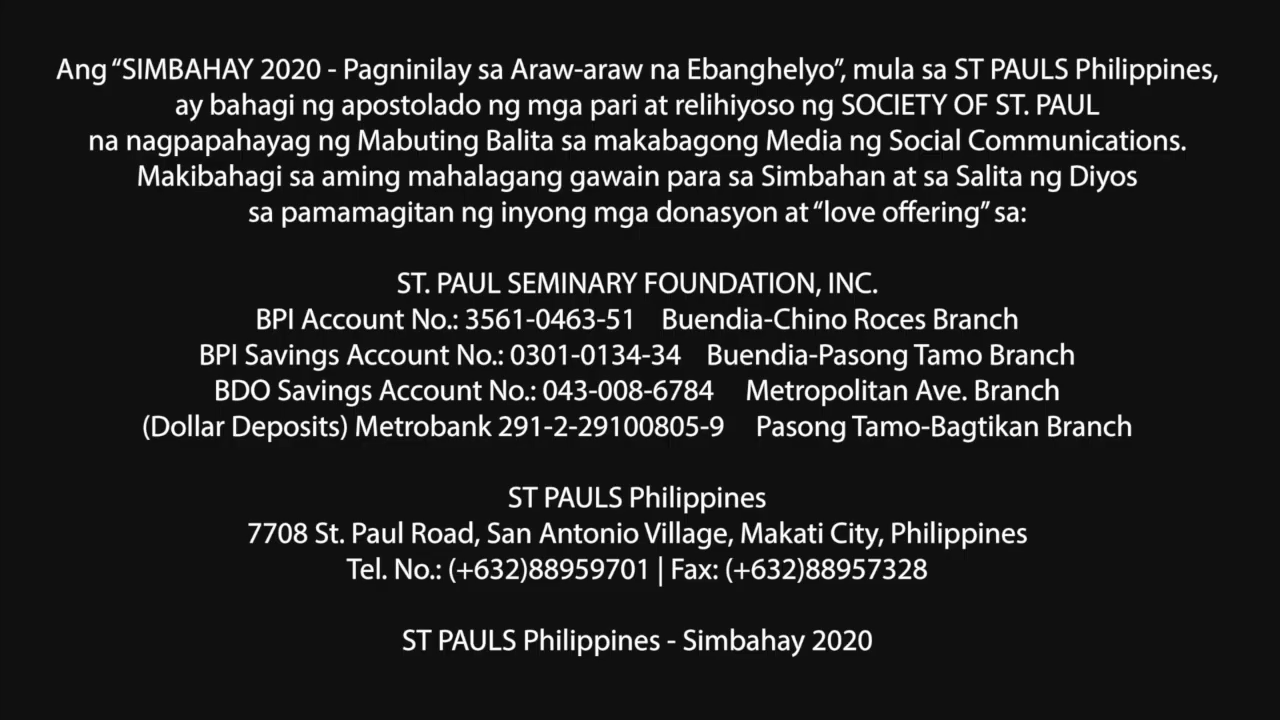 Ang “SIMBAHAY 2020 - Pagninilay sa Araw-araw na Ebanghelyo”, mula sa ST PAULS Philippines,
ay bahagi ng apostolado ng mga pari at relihiyoso ng SOCIETY OF ST. PAUL
na nagpapahayag ng Mabuting Balita sa makabagong Media ng Social Communications.
Makibahagi sa aming mahalagang gawain para sa Simbahan at sa Salita ng Diyos
sa pamamagitan ng inyong mga donasyon at “love offering” sa:
ST. PAUL SEMINARY FOUNDATION, INC.
BPI Account No.: 3561-0463-51 Buendia-Chino Roces Branch
BPI Savings Account No.: 0301-0134-34 Buendia-Pasong Tamo Branch
BDO Savings Account No.: 043-008-6784 Metropolitan Ave. Branch
(Dollar Deposits) Metrobank 291-2-29100805-9 Pasong Tamo-Bagtikan Branch
ST PAULS Philippines
7708 St. Paul Road, San Antonio Village, Makati City, Philippines
Tel. No.: (+632)88959701 | Fax: (+632)88957328
ST PAULS Philippines - Simbahay 2020